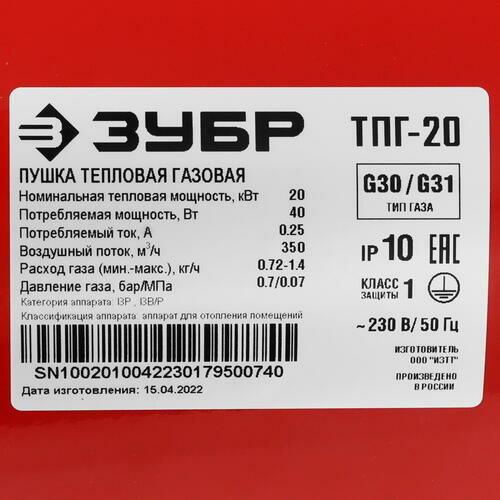 ЗУБР
ТПГ-20
ПУШКА ТЕПЛОВАЯ ГАЗОВАЯ
Номинальная тепловая мощность, кВт 20
Потребляемая мощность, Вт 40
Потребляемый ток, А 0.25
Воздушный поток, м³/ч 350
Расход газа (мин.-макс.), кг/ч 0.72-1.4
Давление газа, бар/МПа 0.7/0.07
Категория аппарата: I3P , I3B/P
Классификация аппарата: аппарат для отопления помещений
SN10020100422230179500740
Дата изготовления: 15.04.2022
G30 / G31
ТИП ГАЗА
IP 10 EAC
КЛАСС ЗАЩИТЫ 1
~ 230 В/ 50 Гц
ИЗГОТОВИТЕЛЬ
ООО "ИЗТТ"
ПРОИЗВЕДЕНО
В РОССИИ